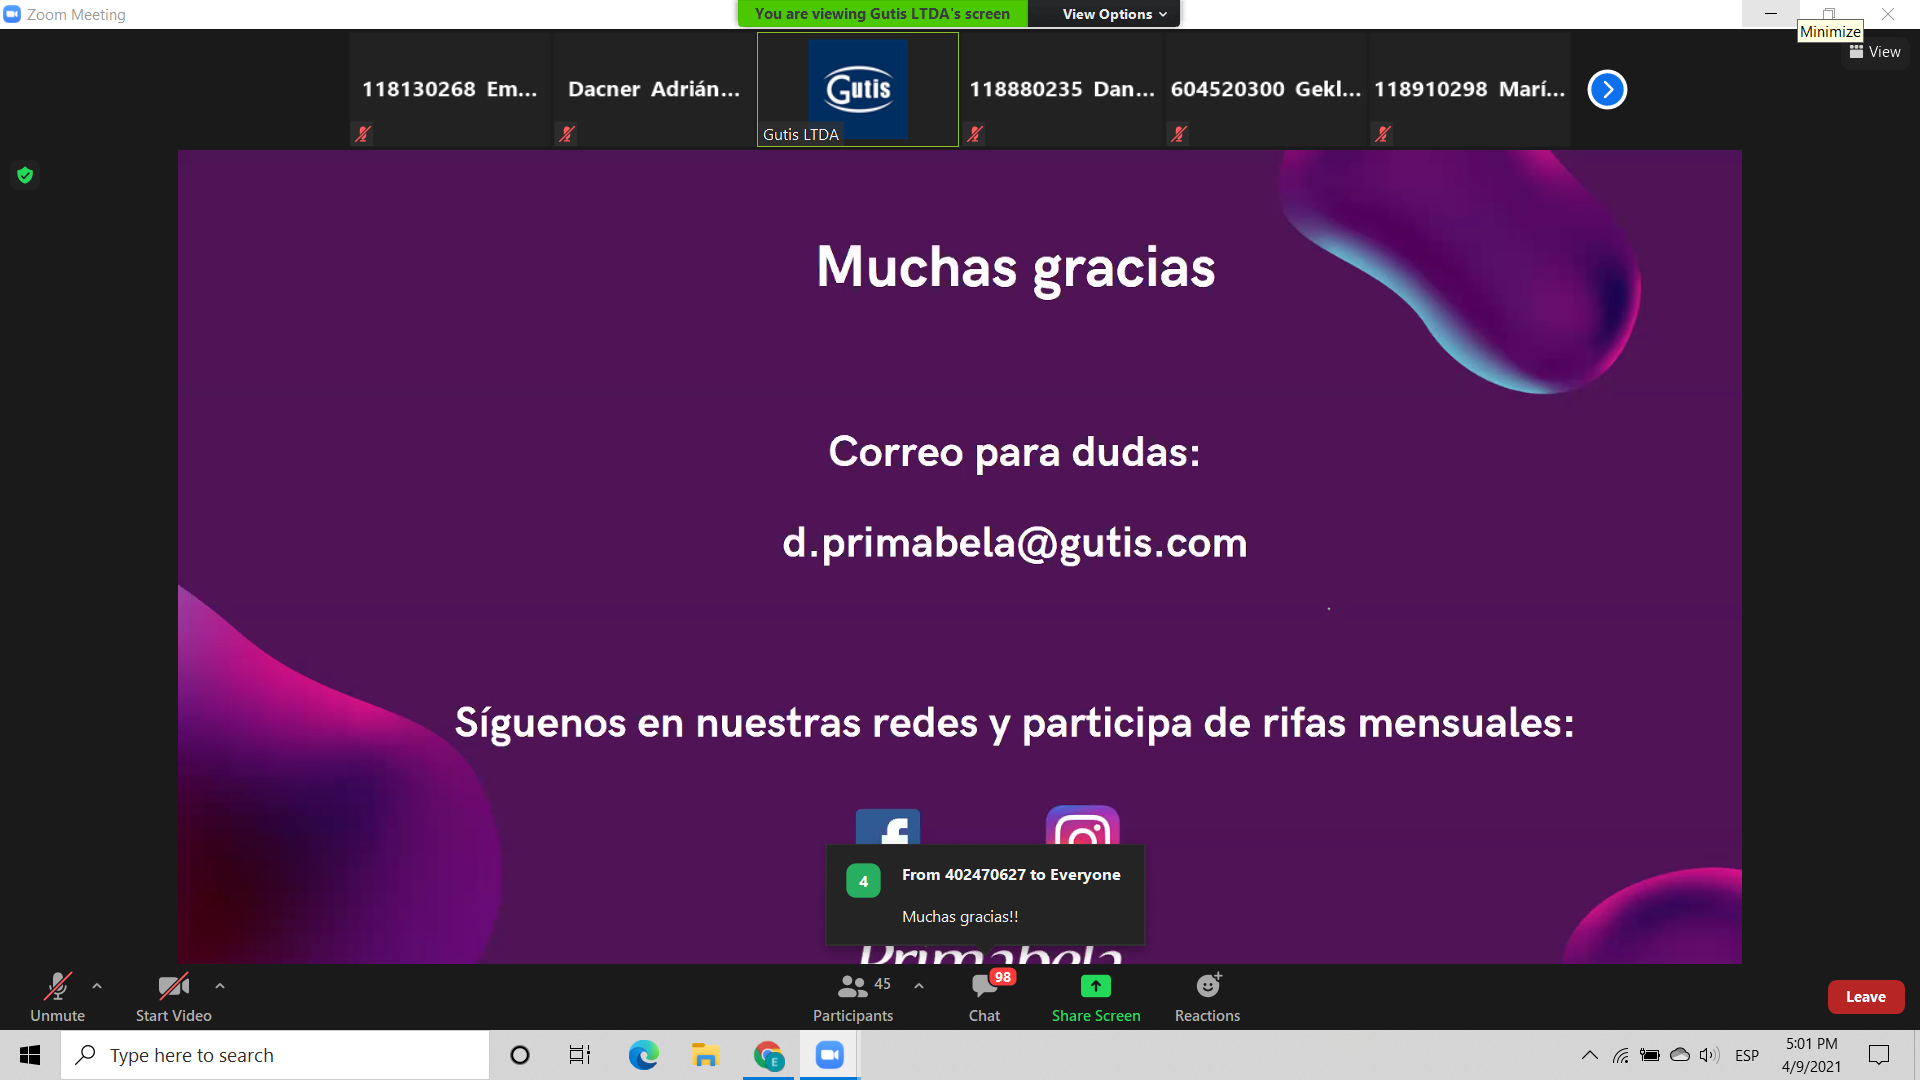 Zoom Meeting
You are viewing Gutis LTDA's screen
View Options
Minimize
View
118130268 Em...
Dacner Adrián...
Gutis
Gutis LTDA
118880235 Dan...
604520300 Gekl...
118910298 Marí...
Muchas gracias
Correo para dudas:
d.primabela@gutis.com
Síguenos en nuestras redes y participa de rifas mensuales:
4
From 402470627 to Everyone
Muchas gracias!!
Primabela
Unmute
Start Video
45
Participants
98
Chat
Share Screen
Reactions
Leave
Type here to search
E
ESP
5:01 PM
4/9/2021